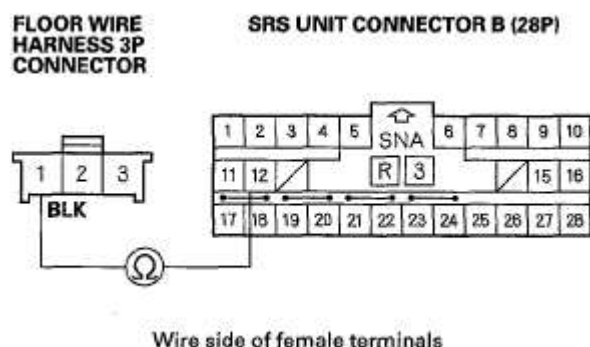 FLOOR WIRE
HARNESS 3P
CONNECTOR
SRS UNIT CONNECTOR B (28P)
1 2 3
BLK
Ω
1 2 3 4 5 SNA 6 7 8 9 10
11 12 R 3 15 16
17 18 19 20 21 22 23 24 25 26 27 28
Wire side of female terminals